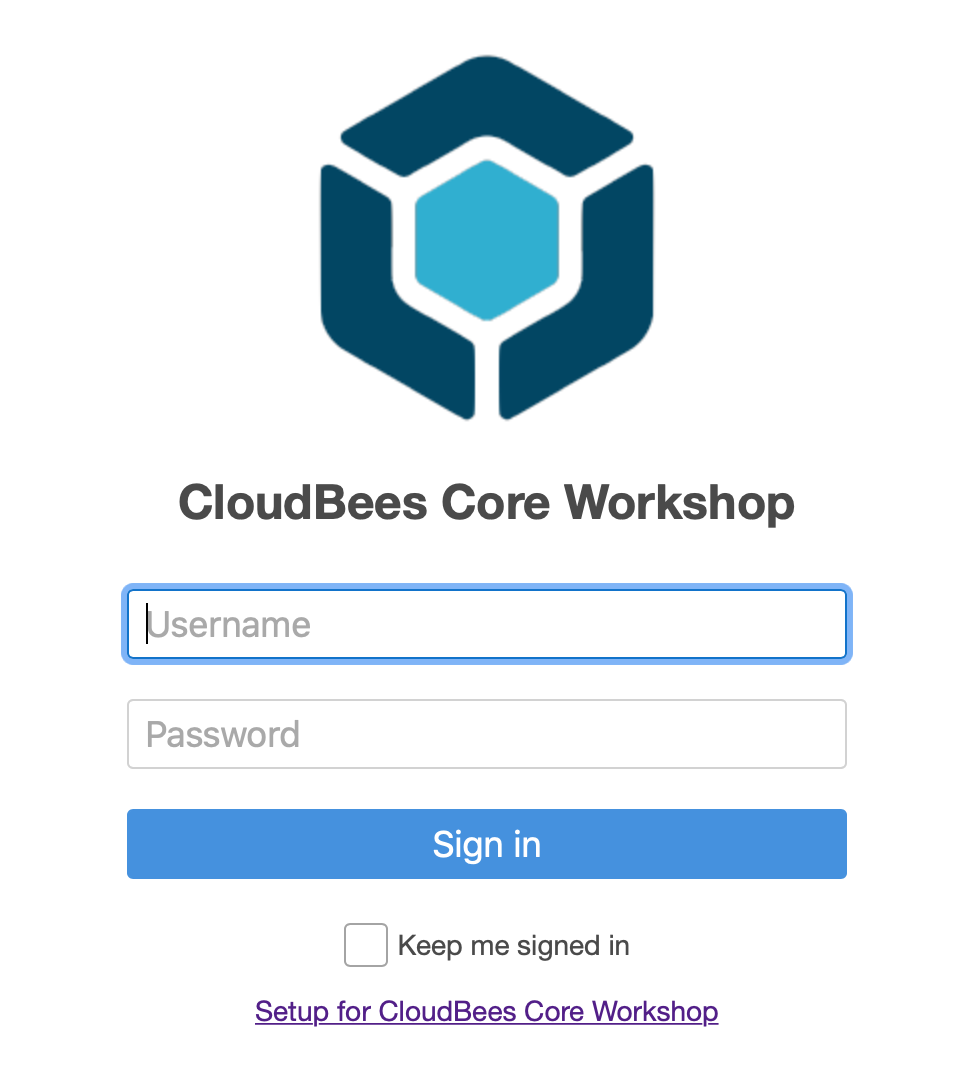 CloudBees Core Workshop
Username
Password
Sign in
Keep me signed in
Setup for CloudBees Core Workshop